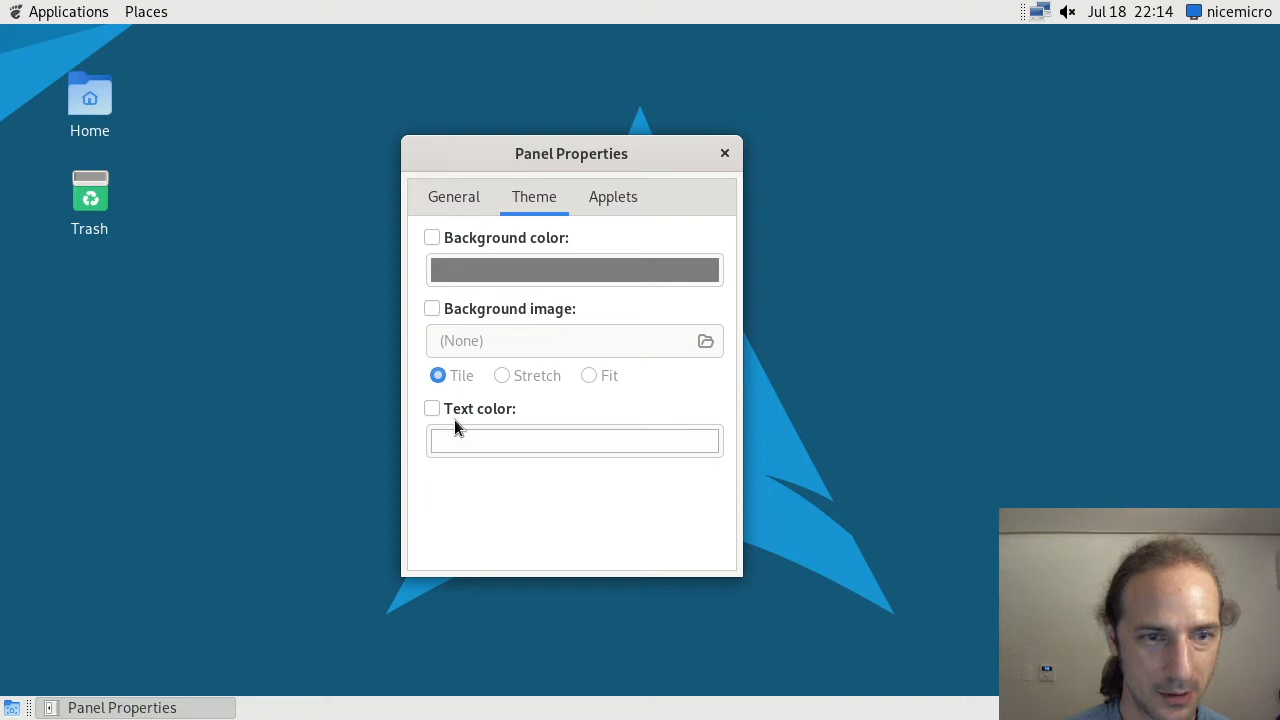 Applications Places
Jul 18 22:14 nicemicro
Home
Trash
Panel Properties
General Theme Applets
Background color:
Background image:
(None)
Tile Stretch Fit
Text color:
Panel Properties